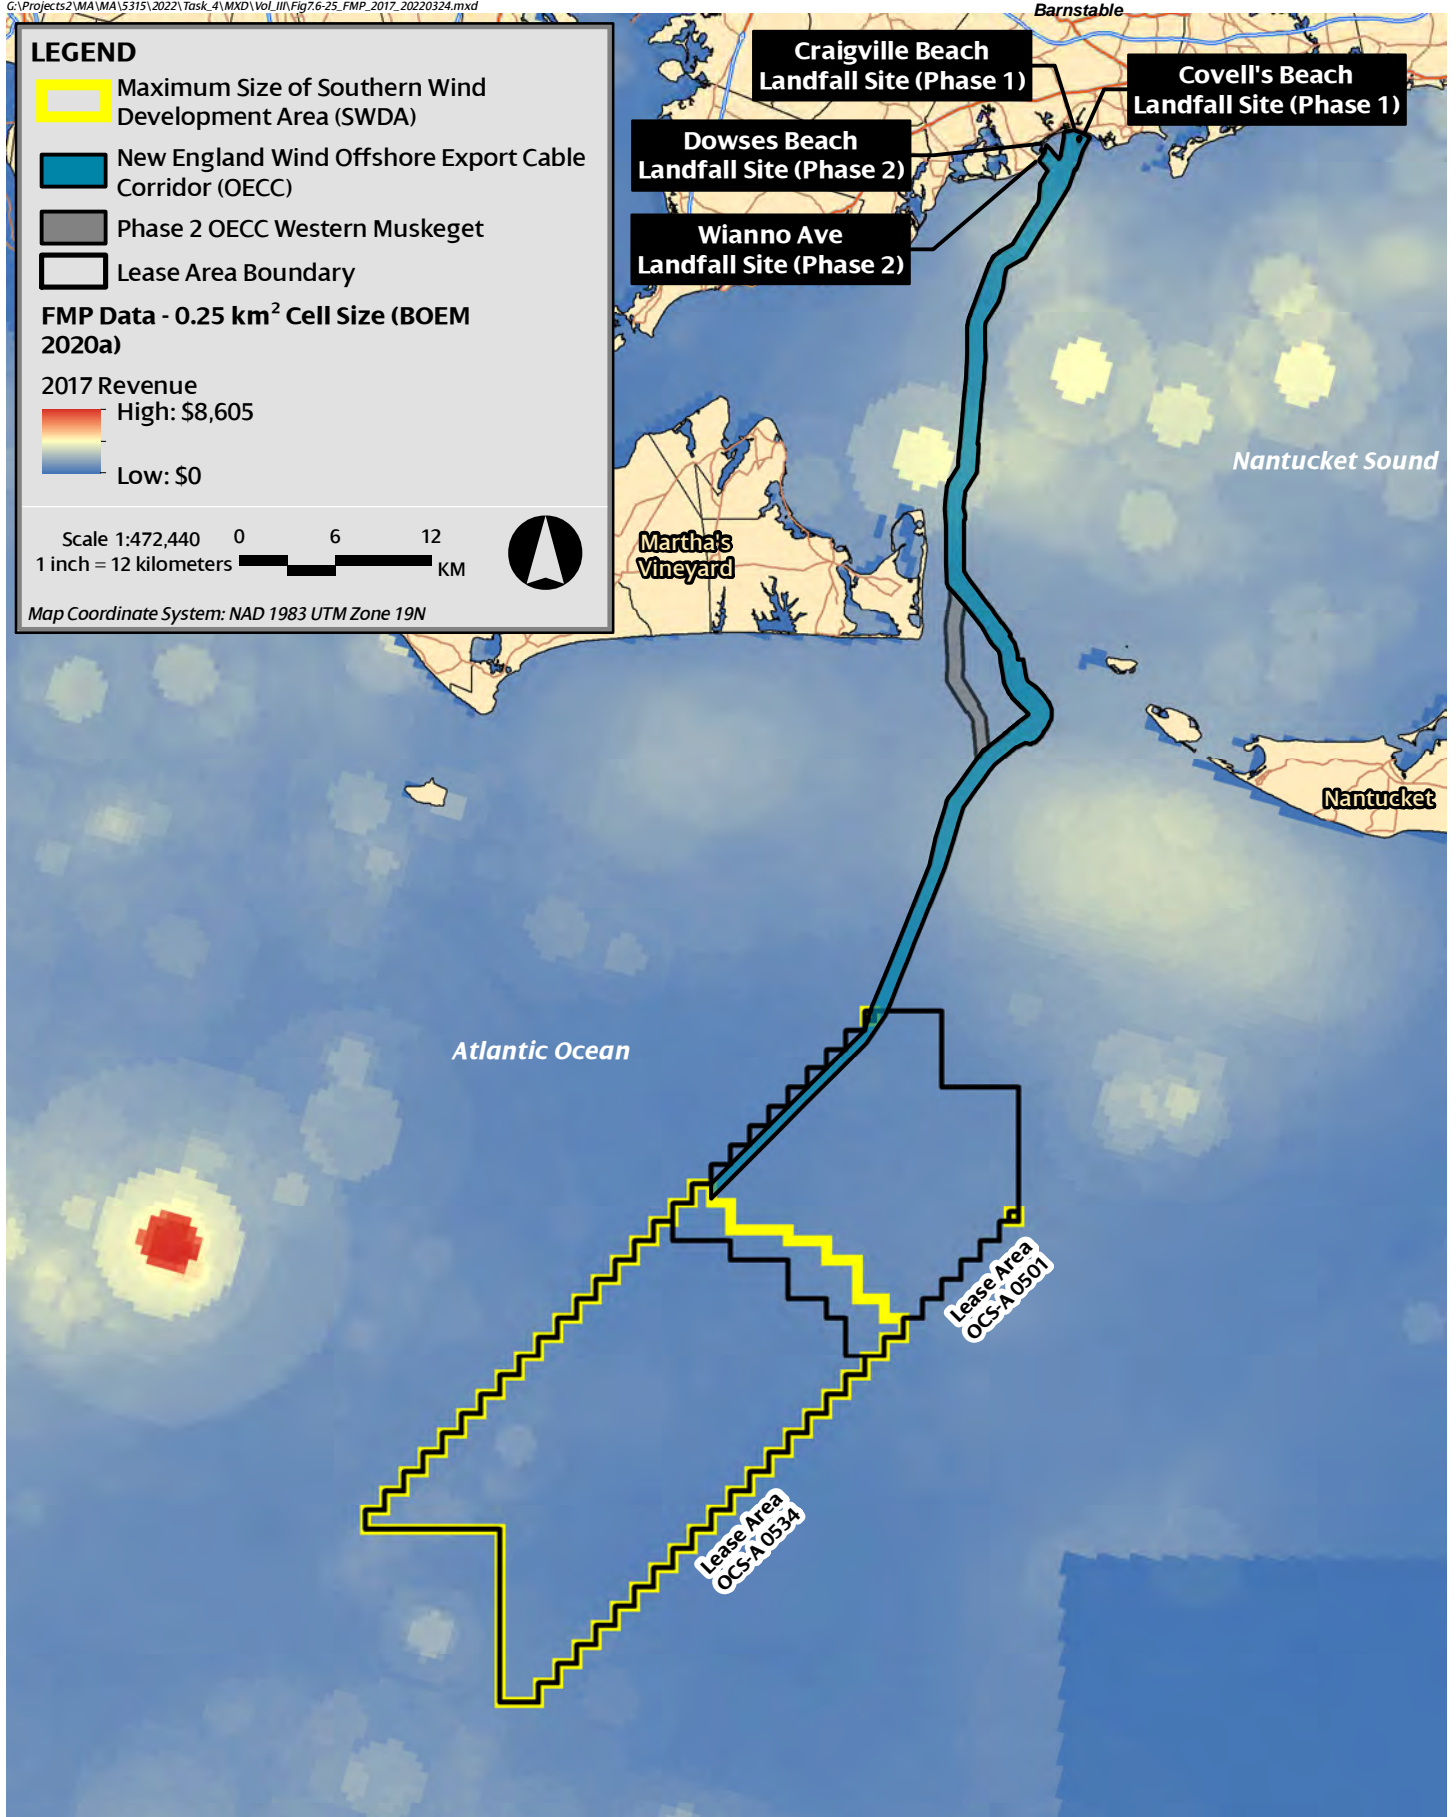 G:\Projects2\MA\MA\5315\2022\Task_4\MXD\Vol_III\Fig7.6-25_FMP_2017_20220324.mxd
Barnstable
LEGEND
Maximum Size of Southern Wind
Development Area (SWDA)
New England Wind Offshore Export Cable
Corridor (OECC)
Phase 2 OECC Western Muskeget
Lease Area Boundary
FMP Data - 0.25 km² Cell Size (BOEM
2020a)
2017 Revenue
High: $8,605
Low: $0
Scale 1:472,440
1 inch = 12 kilometers
0 6 12
KM
Map Coordinate System: NAD 1983 UTM Zone 19N
Craigville Beach
Landfall Site (Phase 1)
Covell's Beach
Landfall Site (Phase 1)
Dowses Beach
Landfall Site (Phase 2)
Wianno Ave
Landfall Site (Phase 2)
Nantucket Sound
Martha's
Vineyard
Nantucket
Atlantic Ocean
Lease Area
OCS-A 0501
Lease Area
OCS-A 0534